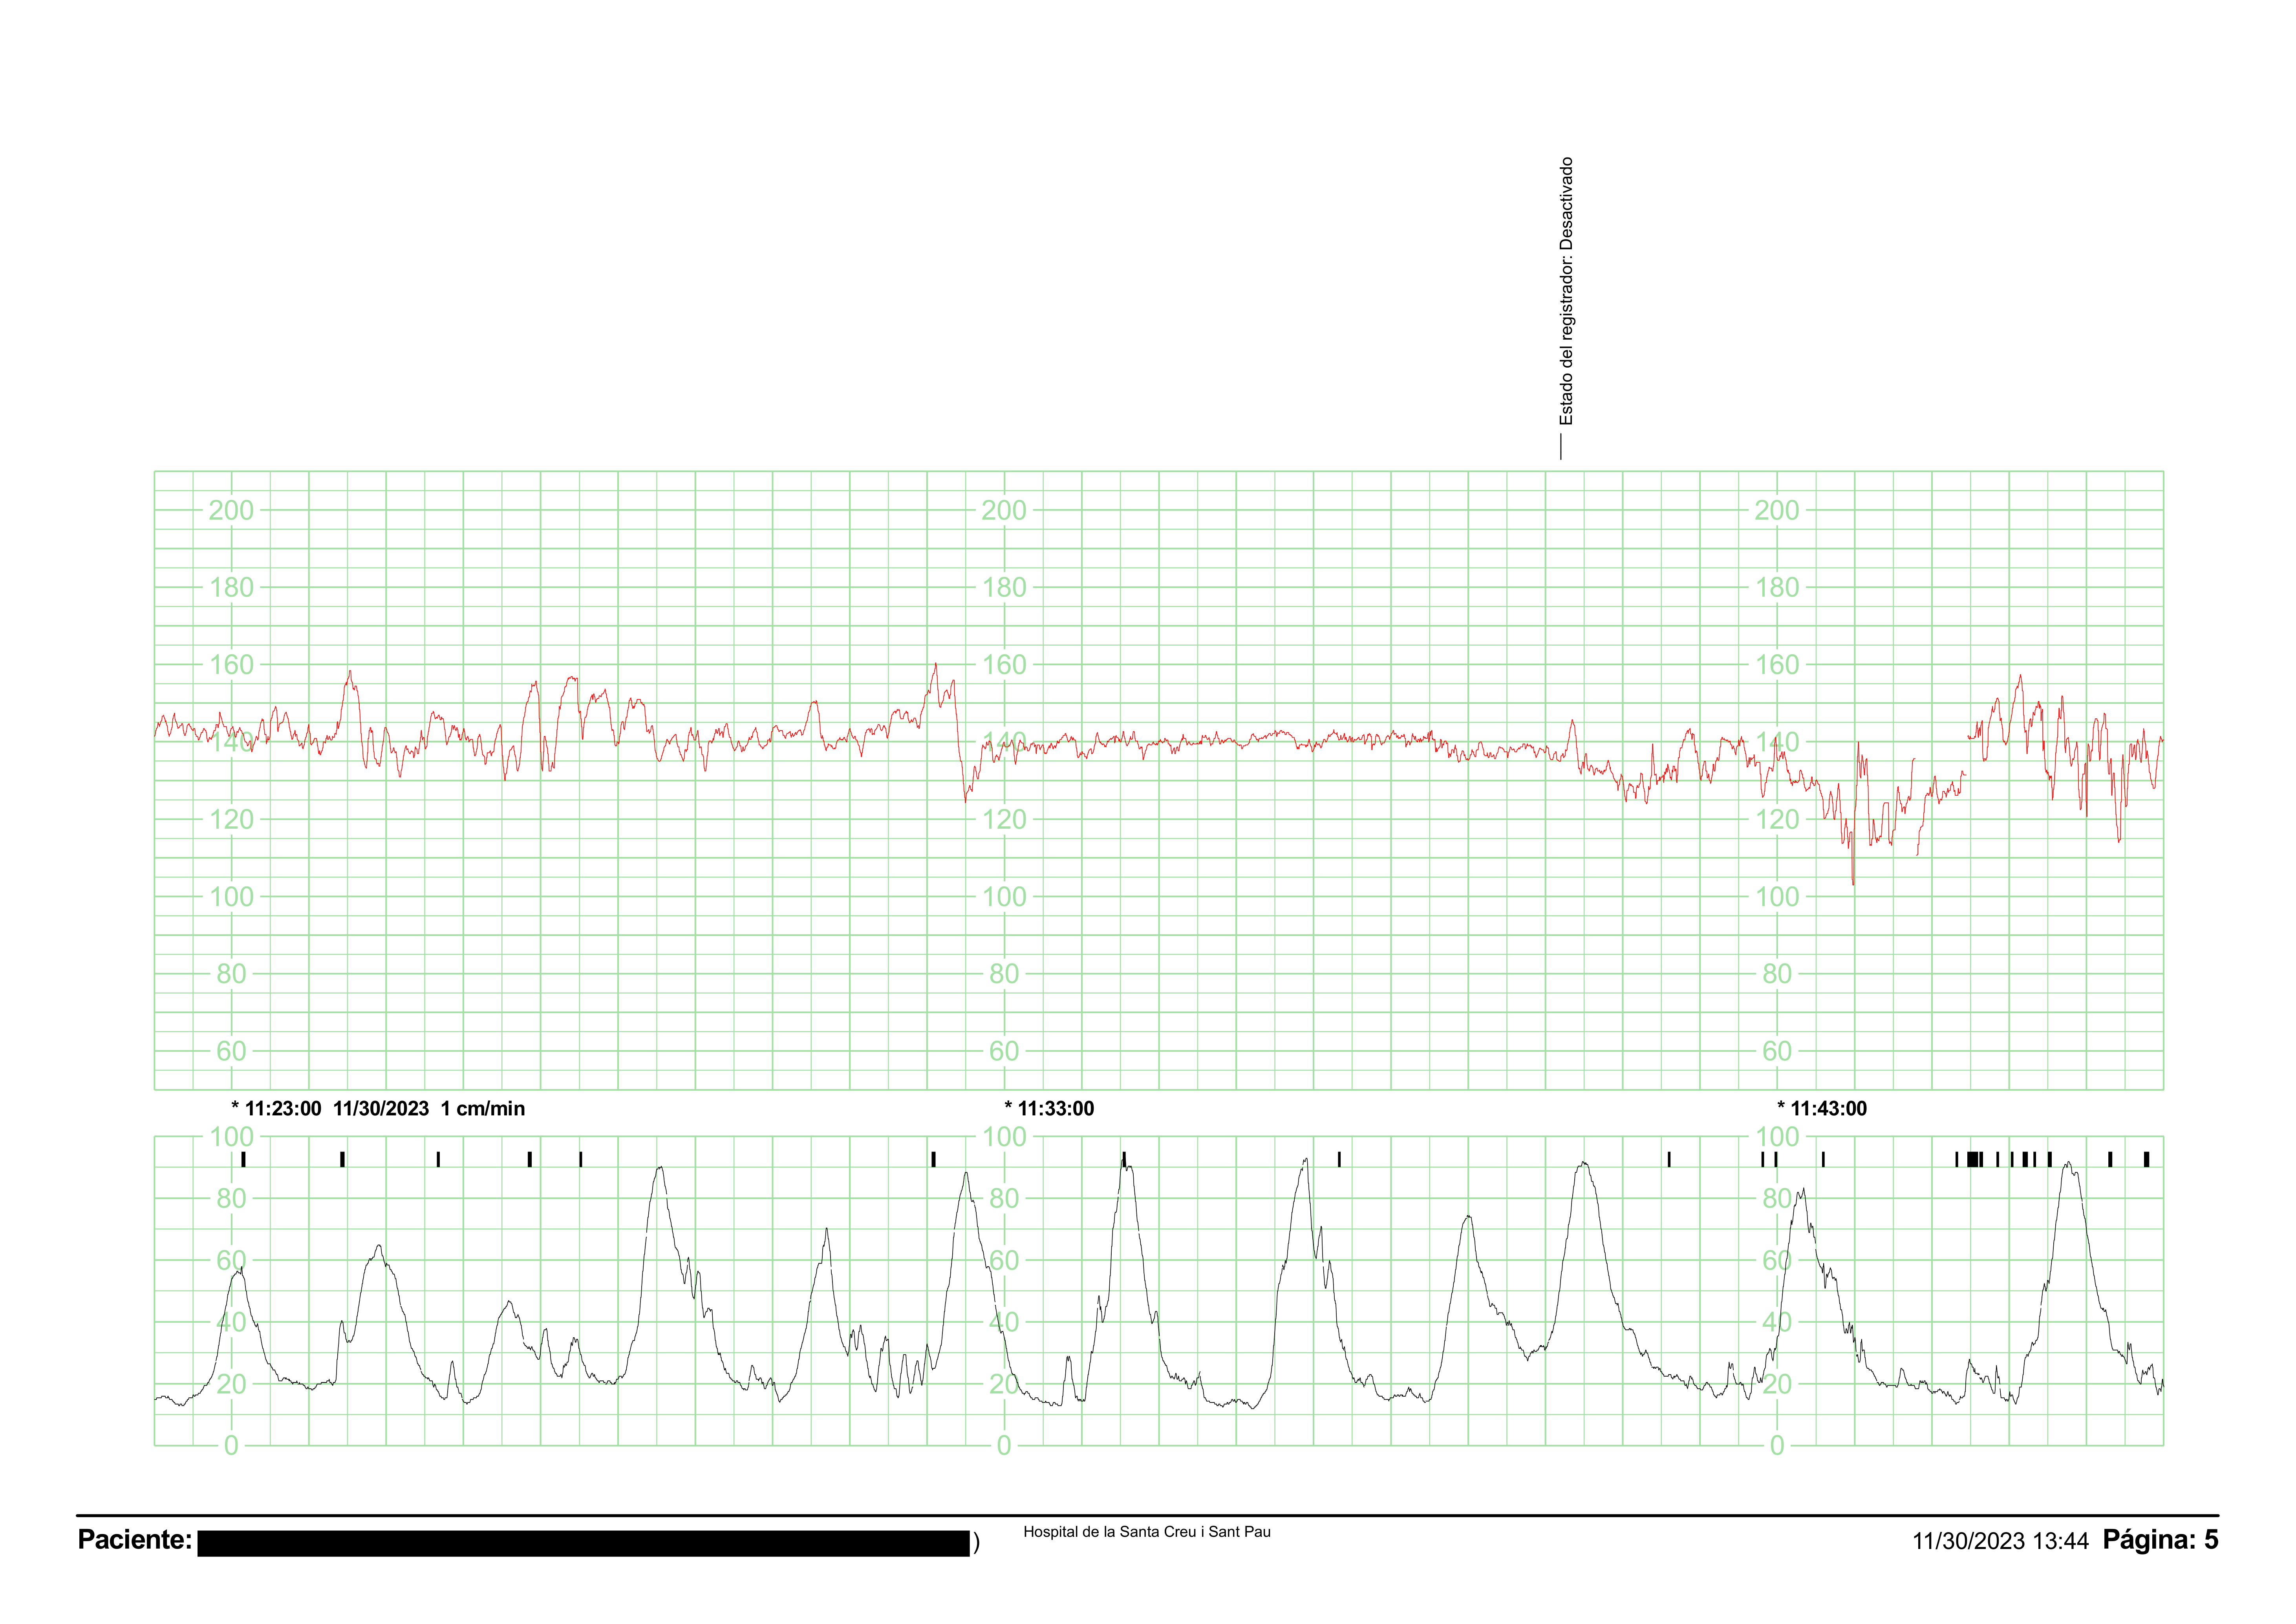 Estado del registrador: Desactivado
200 200 200
180 180 180
160 160 160
140 140 140
120 120 120
100 100 100
80 80 80
60 60 60
* 11:23:00 11/30/2023 1 cm/min * 11:33:00 * 11:43:00
100 100 100
80 80 80
60 60 60
40 40 40
20 20 20
0 0 0
Paciente: ) Hospital de la Santa Creu i Sant Pau 11/30/2023 13:44 Página: 5